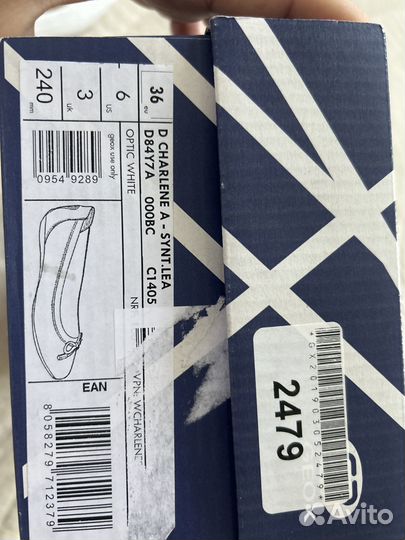 36 eu
6 us
3 uk
240 mm
D CHARLENE A - SYNT.LEA
D84Y7A 000BC C1405
OPTIC WHITE
geox use only
0954 9289
VPN: WCHARLENE
EAN
8 058279 712379
2479
*GX201903052479*
Avito